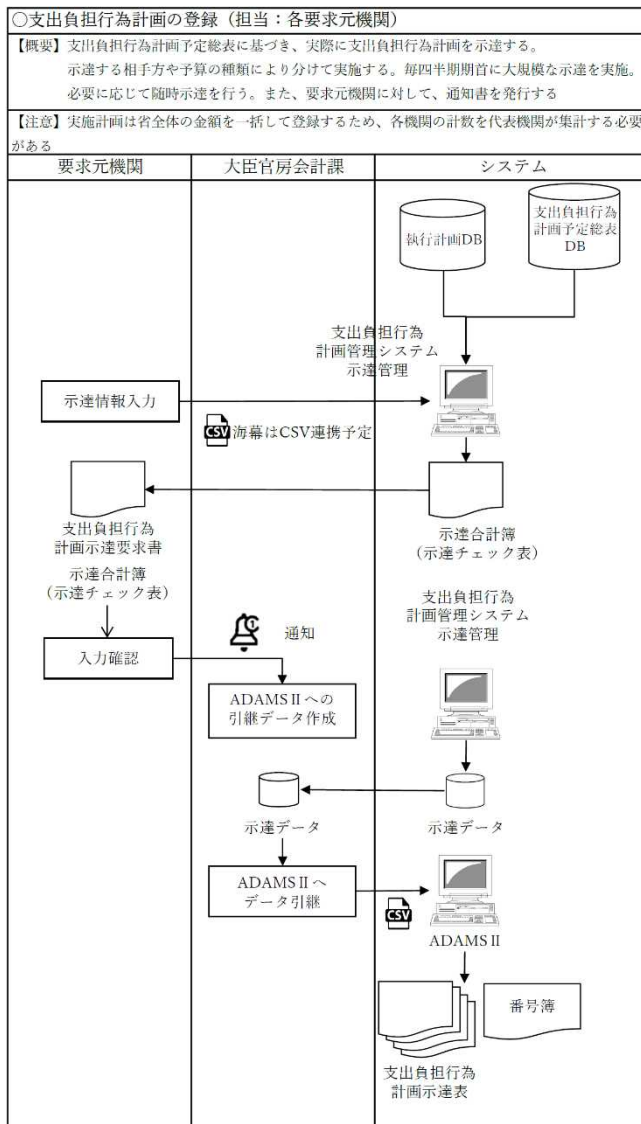 ○支出負担行為計画の登録（担当：各要求元機関）
【概要】支出負担行為計画予定総表に基づき、実際に支出負担行為計画を示達する。
示達する相手方や予算の種類により分けて実施する。毎四半期期首に大規模な示達を実施。
必要に応じて随時示達を行う。また、要求元機関に対して、通知書を発行する
【注意】実施計画は省全体の金額を一括して登録するため、各機関の計数を代表機関が集計する必要
がある
要求元機関
大臣官房会計課
システム
執行計画DB
支出負担行為
計画予定総表
DB
支出負担行為
計画管理システム
示達管理
示達情報入力
CSV
海幕はCSV連携予定
支出負担行為
計画示達要求書
示達合計簿
（示達チェック表）
示達合計簿
（示達チェック表）
支出負担行為
計画管理システム
示達管理
通知
入力確認
ADAMSⅡへの
引継データ作成
示達データ
示達データ
ADAMSⅡへ
データ引継
CSV
ADAMSⅡ
番号簿
支出負担行為
計画示達表